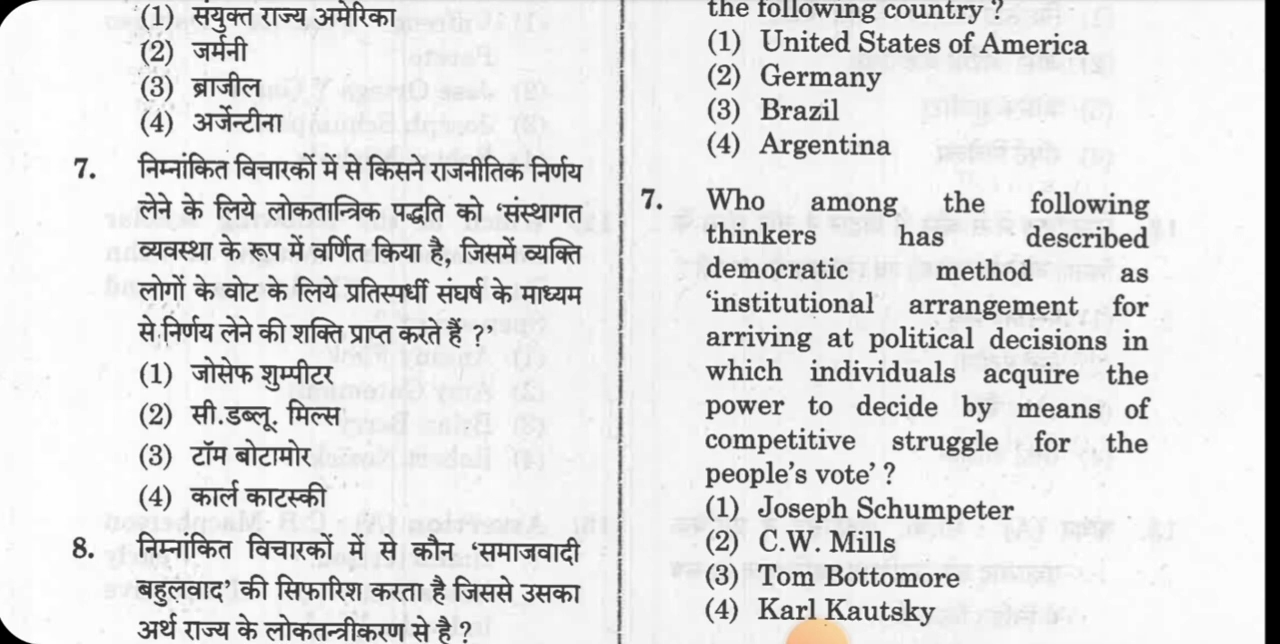 (1) संयुक्त राज्य अमेरिका
(2) जर्मनी
(3) ब्राजील
(4) अर्जेन्टीना
7. निम्नांकित विचारकों में से किसने राजनीतिक निर्णय
लेने के लिये लोकतान्त्रिक पद्धति को ‘संस्थागत
व्यवस्था के रूप में वर्णित किया है, जिसमें व्यक्ति
लोगों के वोट के लिये प्रतिस्पर्धी संघर्ष के माध्यम
से निर्णय लेने की शक्ति प्राप्त करते हैं ?’
(1) जोसेफ शुम्पीटर
(2) सी.डब्लू. मिल्स
(3) टॉम बोटामोर
(4) कार्ल काटस्की
8. निम्नांकित विचारकों में से कौन ‘समाजवादी
बहुलवाद’ की सिफारिश करता है जिससे उसका
अर्थ राज्य के लोकतन्त्रीकरण से है ?
the following country ?
(1) United States of America
(2) Germany
(3) Brazil
(4) Argentina
7. Who among the following
thinkers has described
democratic method as
‘institutional arrangement for
arriving at political decisions in
which individuals acquire the
power to decide by means of
competitive struggle for the
people’s vote’ ?
(1) Joseph Schumpeter
(2) C.W. Mills
(3) Tom Bottomore
(4) Karl Kautsky